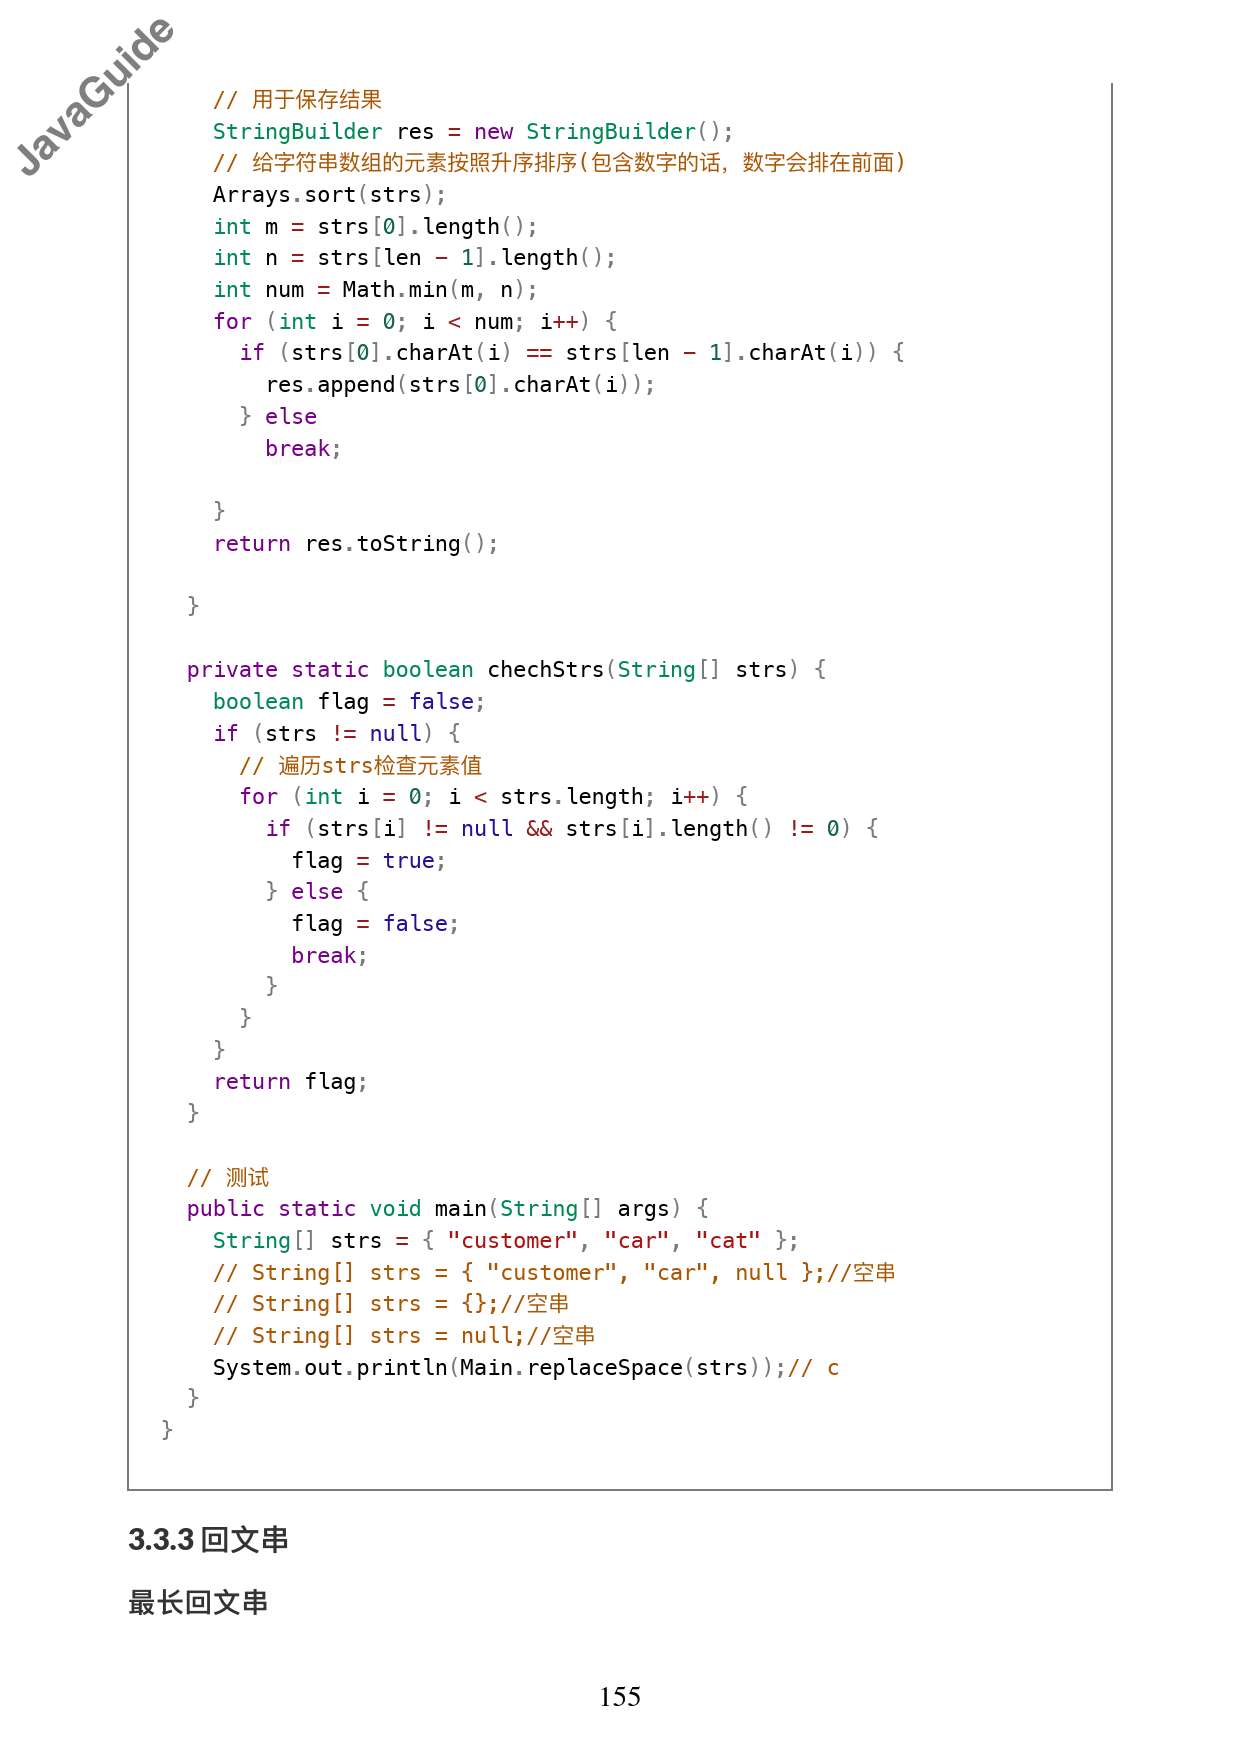 JavaGuide
// 用于保存结果
StringBuilder res = new StringBuilder();
// 给字符串数组的元素按照升序排序(包含数字的话，数字会排在前面)
Arrays.sort(strs);
int m = strs[0].length();
int n = strs[len - 1].length();
int num = Math.min(m, n);
for (int i = 0; i < num; i++) {
if (strs[0].charAt(i) == strs[len - 1].charAt(i)) {
res.append(strs[0].charAt(i));
} else
break;
}
return res.toString();
}
private static boolean chechStrs(String[] strs) {
boolean flag = false;
if (strs != null) {
// 遍历strs检查元素值
for (int i = 0; i < strs.length; i++) {
if (strs[i] != null && strs[i].length() != 0) {
flag = true;
} else {
flag = false;
break;
}
}
}
return flag;
}
// 测试
public static void main(String[] args) {
String[] strs = { "customer", "car", "cat" };
// String[] strs = { "customer", "car", null };//空串
// String[] strs = {};//空串
// String[] strs = null;//空串
System.out.println(Main.replaceSpace(strs));// c
}
}
3.3.3 回文串
最长回文串
155